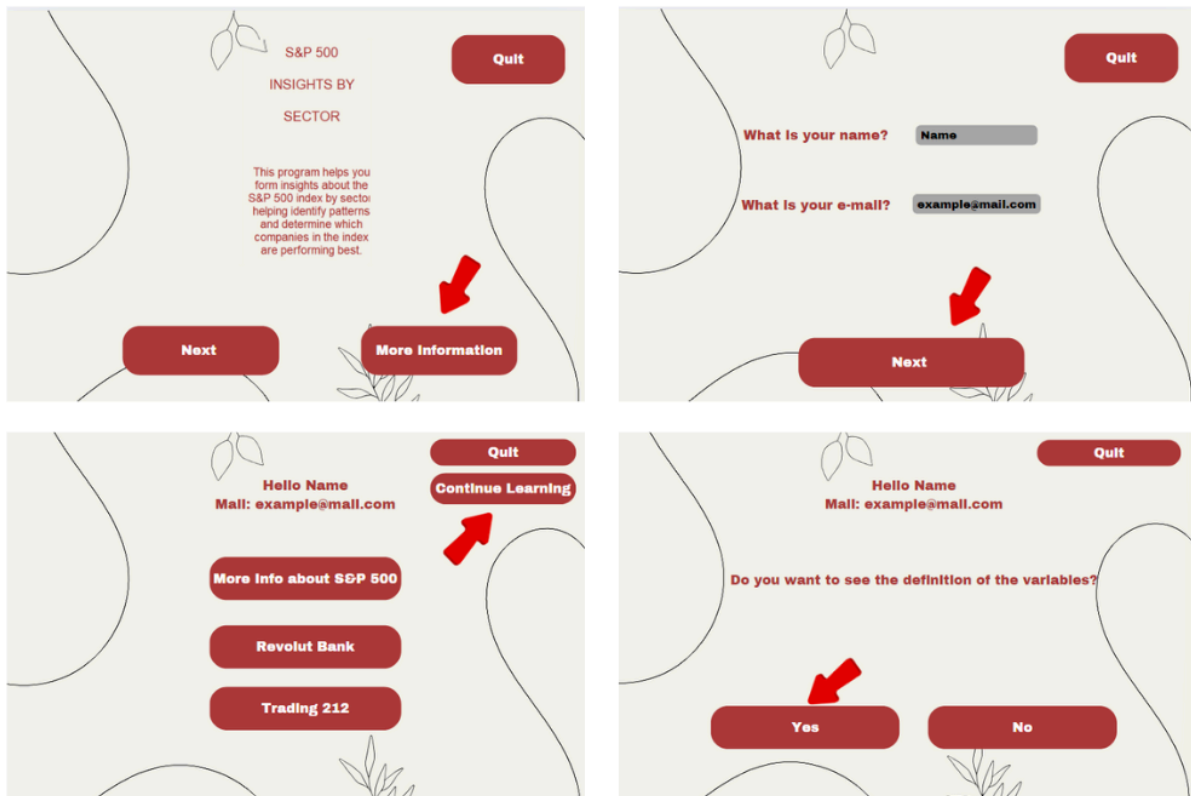 S&P 500
INSIGHTS BY
SECTOR
Quit
This program helps you
form insights about the
S&P 500 index by sector
helping identify patterns
and determine which
companies in the index
are performing best.
Next
More Information
Quit
What is your name?
Name
What is your e-mail?
example@mail.com
Next
Quit
Continue Learning
Hello Name
Mail: example@mail.com
More Info about S&P 500
Revolut Bank
Trading 212
Quit
Hello Name
Mail: example@mail.com
Do you want to see the definition of the variables?
Yes
No